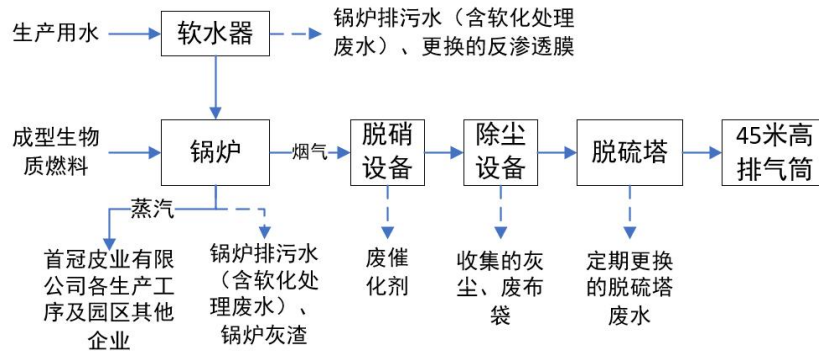 生产用水
软水器
锅炉排污水（含软化处理
废水）、更换的反渗透膜
成型生物
质燃料
锅炉
烟气
脱硝
设备
除尘
设备
脱硫塔
45米高
排气筒
蒸汽
首冠皮业有限
公司各生产工
序及园区其他
企业
锅炉排污水
（含软化处
理废水）、
锅炉灰渣
废催
化剂
收集的灰
尘、废布
袋
定期更换
的脱硫塔
废水